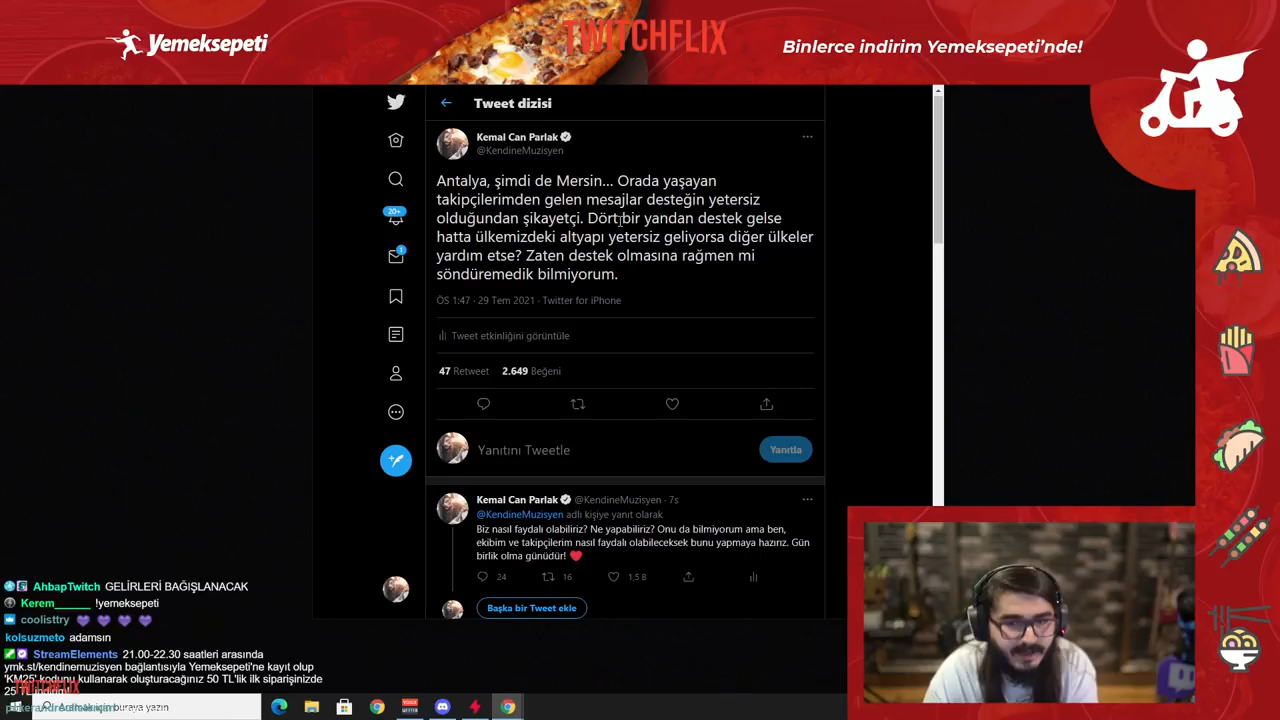 Yemeksepeti
TWITCHFLIX
Binlerce indirim Yemeksepeti'nde!
Tweet dizisi
Kemal Can Parlak
@KendineMuzisyen
Antalya, şimdi de Mersin... Orada yaşayan
takipçilerimden gelen mesajlar desteğin yetersiz
olduğundan şikayetçi. Dört bir yandan destek gelse
hatta ülkemizdeki altyapı yetersiz geliyorsa diğer ülkeler
yardım etse? Zaten destek olmasına rağmen mi
söndüremedik bilmiyorum.
ÖS 1:47 · 29 Tem 2021 · Twitter for iPhone
Tweet etkinliğini görüntüle
47 Retweet 2.649 Beğeni
Yanıtını Tweetle
Yanıtla
Kemal Can Parlak @KendineMuzisyen · 7s
@KendineMuzisyen adlı kişiye yanıt olarak
Biz nasıl faydalı olabiliriz? Ne yapabiliriz? Onu da bilmiyorum ama ben,
ekibim ve takipçilerim nasıl faydalı olabileceksek bunu yapmaya hazırız. Gün
birlik olma günüdür! ❤️
24 16 1,5 B
Başka bir Tweet ekle
20+
1
AhbapTwitch GELİRLERİ BAĞIŞLANACAK
Kerem______ !yemeksepeti
coolisttry 💜 💜 💜 💜
kolsuzmeto adamsın
StreamElements 21.00-22.30 saatleri arasında
ymk.st/kendinemuzisyen bağlantısıyla Yemeksepeti'ne kayıt olup
'KM25' kodunu kullanarak oluşturacağınız 50 TL'lik ilk siparişinizde
25
TWITCHFLIX